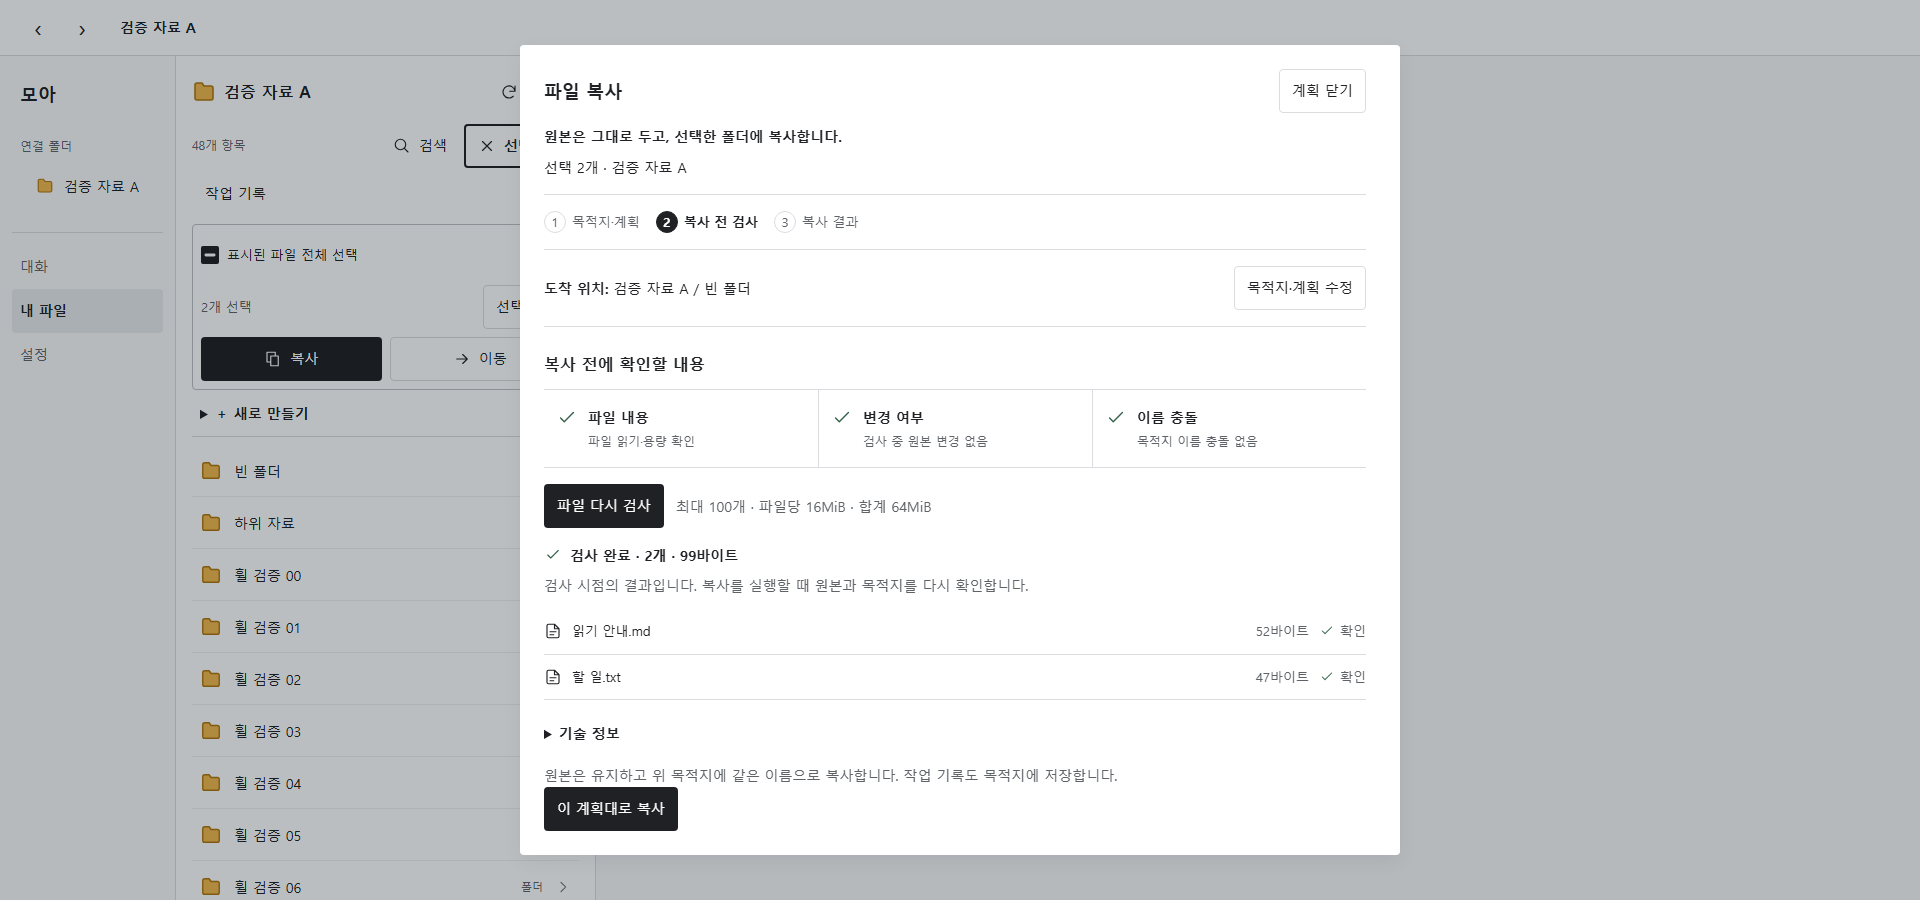 검증 자료 A
모아
연결 폴더
검증 자료 A
대화
내 파일
설정
검증 자료 A
48개 항목
검색
작업 기록
표시된 파일 전체 선택
2개 선택
복사
이동
+ 새로 만들기
빈 폴더
하위 자료
휠 검증 00
휠 검증 01
휠 검증 02
휠 검증 03
휠 검증 04
휠 검증 05
휠 검증 06 폴더
파일 복사
계획 닫기
원본은 그대로 두고, 선택한 폴더에 복사합니다.
선택 2개 · 검증 자료 A
1 목적지·계획 2 복사 전 검사 3 복사 결과
도착 위치: 검증 자료 A / 빈 폴더
목적지·계획 수정
복사 전에 확인할 내용
파일 내용
파일 읽기·용량 확인
변경 여부
검사 중 원본 변경 없음
이름 충돌
목적지 이름 충돌 없음
파일 다시 검사
최대 100개 · 파일당 16MiB · 합계 64MiB
검사 완료 · 2개 · 99바이트
검사 시점의 결과입니다. 복사를 실행할 때 원본과 목적지를 다시 확인합니다.
읽기 안내.md 52바이트 확인
할 일.txt 47바이트 확인
기술 정보
원본은 유지하고 위 목적지에 같은 이름으로 복사합니다. 작업 기록도 목적지에 저장합니다.
이 계획대로 복사